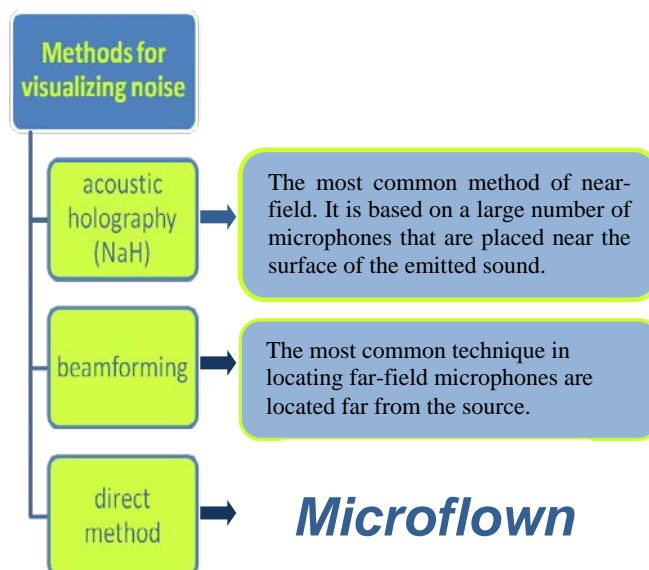 Methods for
visualizing noise
acoustic
holography
(NaH)
The most common method of near-
field. It is based on a large number of
microphones that are placed near the
surface of the emitted sound.
beamforming
The most common technique in
locating far-field microphones are
located far from the source.
direct
method
Microflown